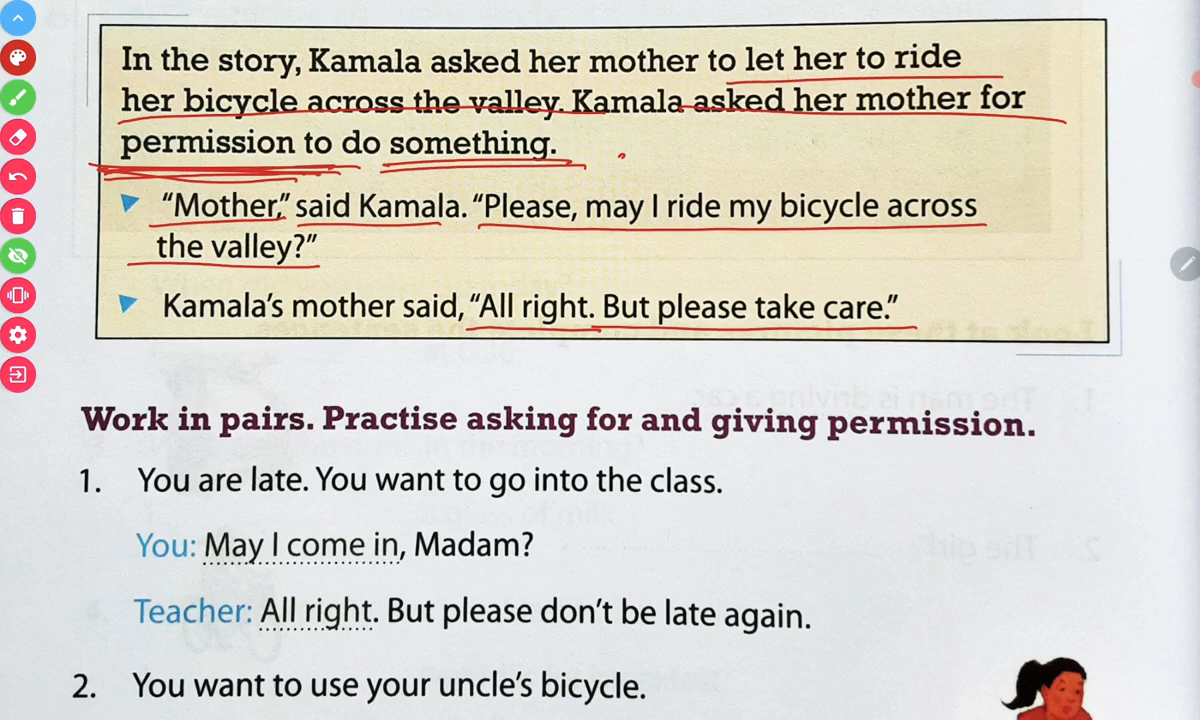 In the story, Kamala asked her mother to let her to ride
her bicycle across the valley. Kamala asked her mother for
permission to do something.
“Mother,” said Kamala. “Please, may I ride my bicycle across
the valley?”
Kamala’s mother said, “All right. But please take care.”
Work in pairs. Practise asking for and giving permission.
1. You are late. You want to go into the class.
You: May I come in, Madam?
Teacher: All right. But please don’t be late again.
2. You want to use your uncle’s bicycle.